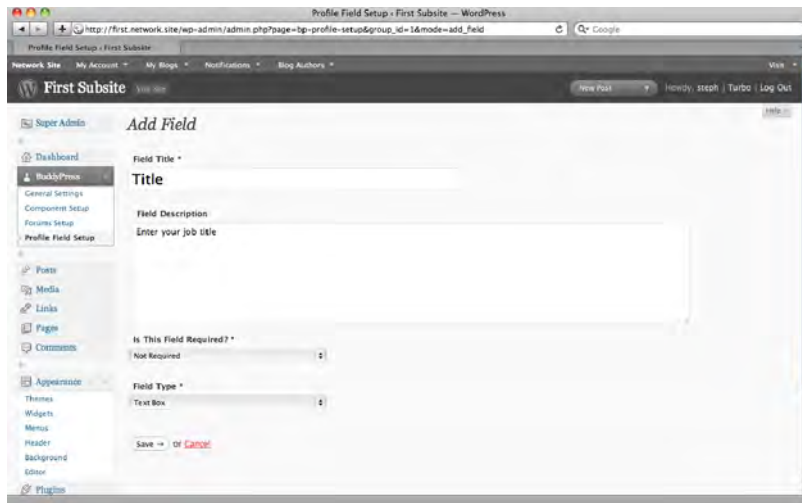 Profile Field Setup ‹ First Subsite — WordPress
http://first.network.site/wp-admin/admin.php?page=bp-profile-setup&group_id=1&mode=add_field
Google
Profile Field Setup ‹ First Subsite
Network Site My Account My Blogs Notifications Blog Authors Visit
First Subsite Visit Site New Post Howdy, steph | Turbo | Log Out
Help
Super Admin
Add Field
Dashboard
Field Title *
BuddyPress
Title
General Settings
Component Setup
Field Description
Forums Setup
Enter your job title
Profile Field Setup
Posts
Media
Links
Pages
Is This Field Required? *
Comments
Not Required
Appearance
Field Type *
Themes
Text Box
Widgets
Menus
Header
Save → or Cancel
Background
Editor
Plugins